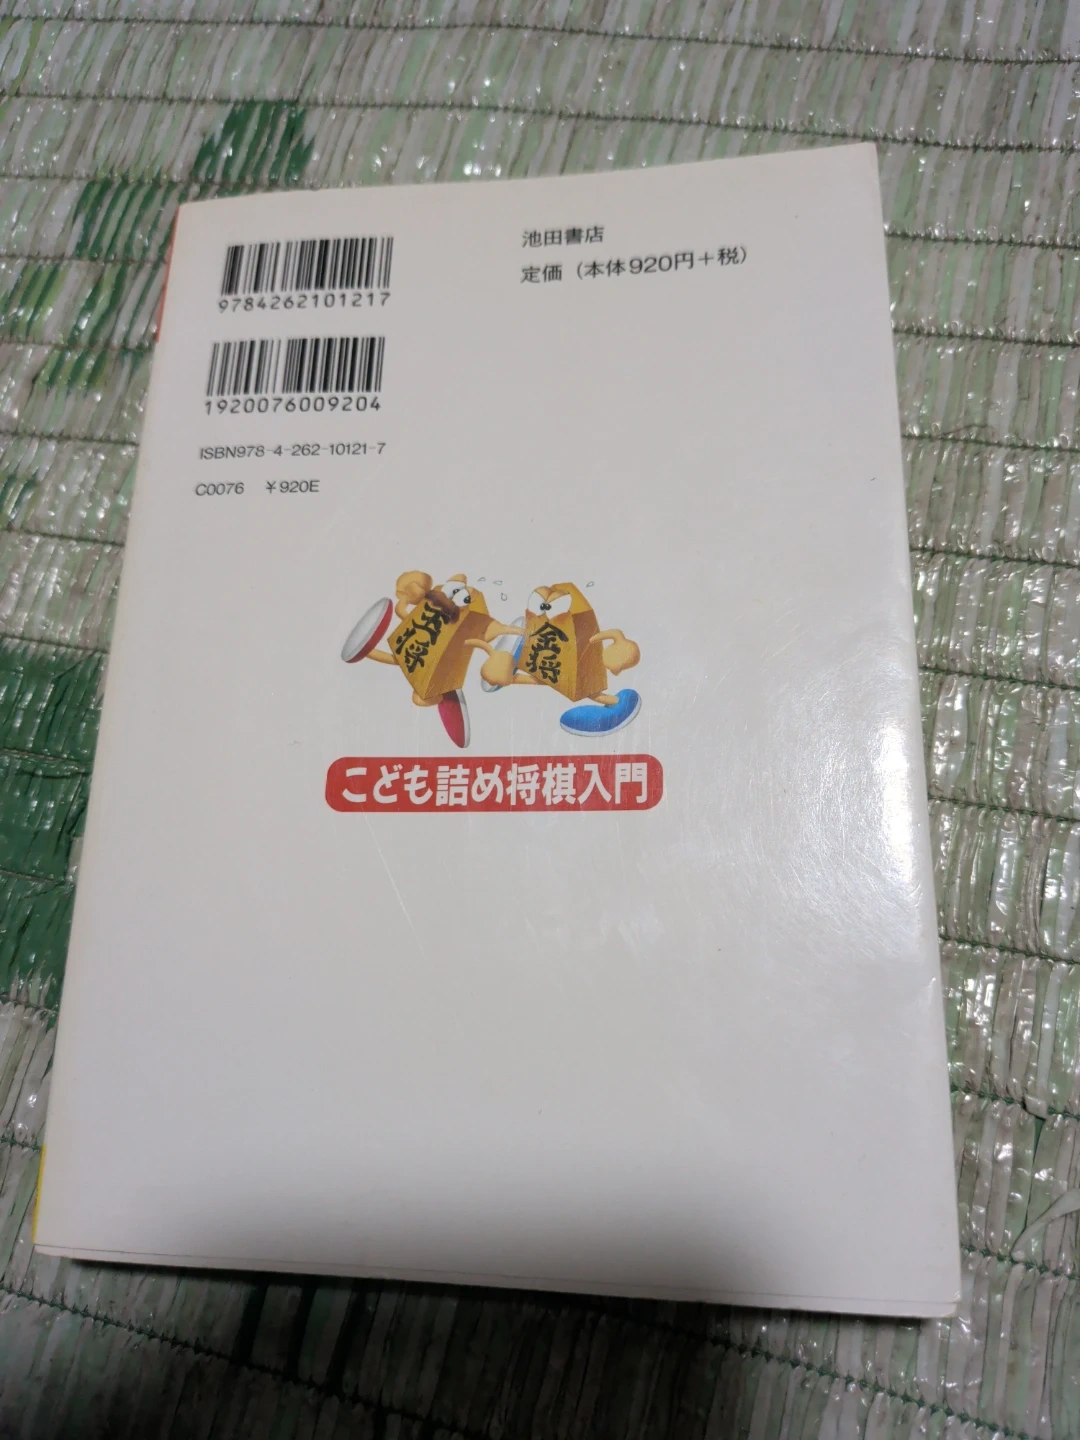 池田書店
定価（本体920円＋税）
9784262101217
1920076009204
ISBN978-4-262-10121-7
C0076 ￥920E
玉将
金将
こども詰め将棋入門